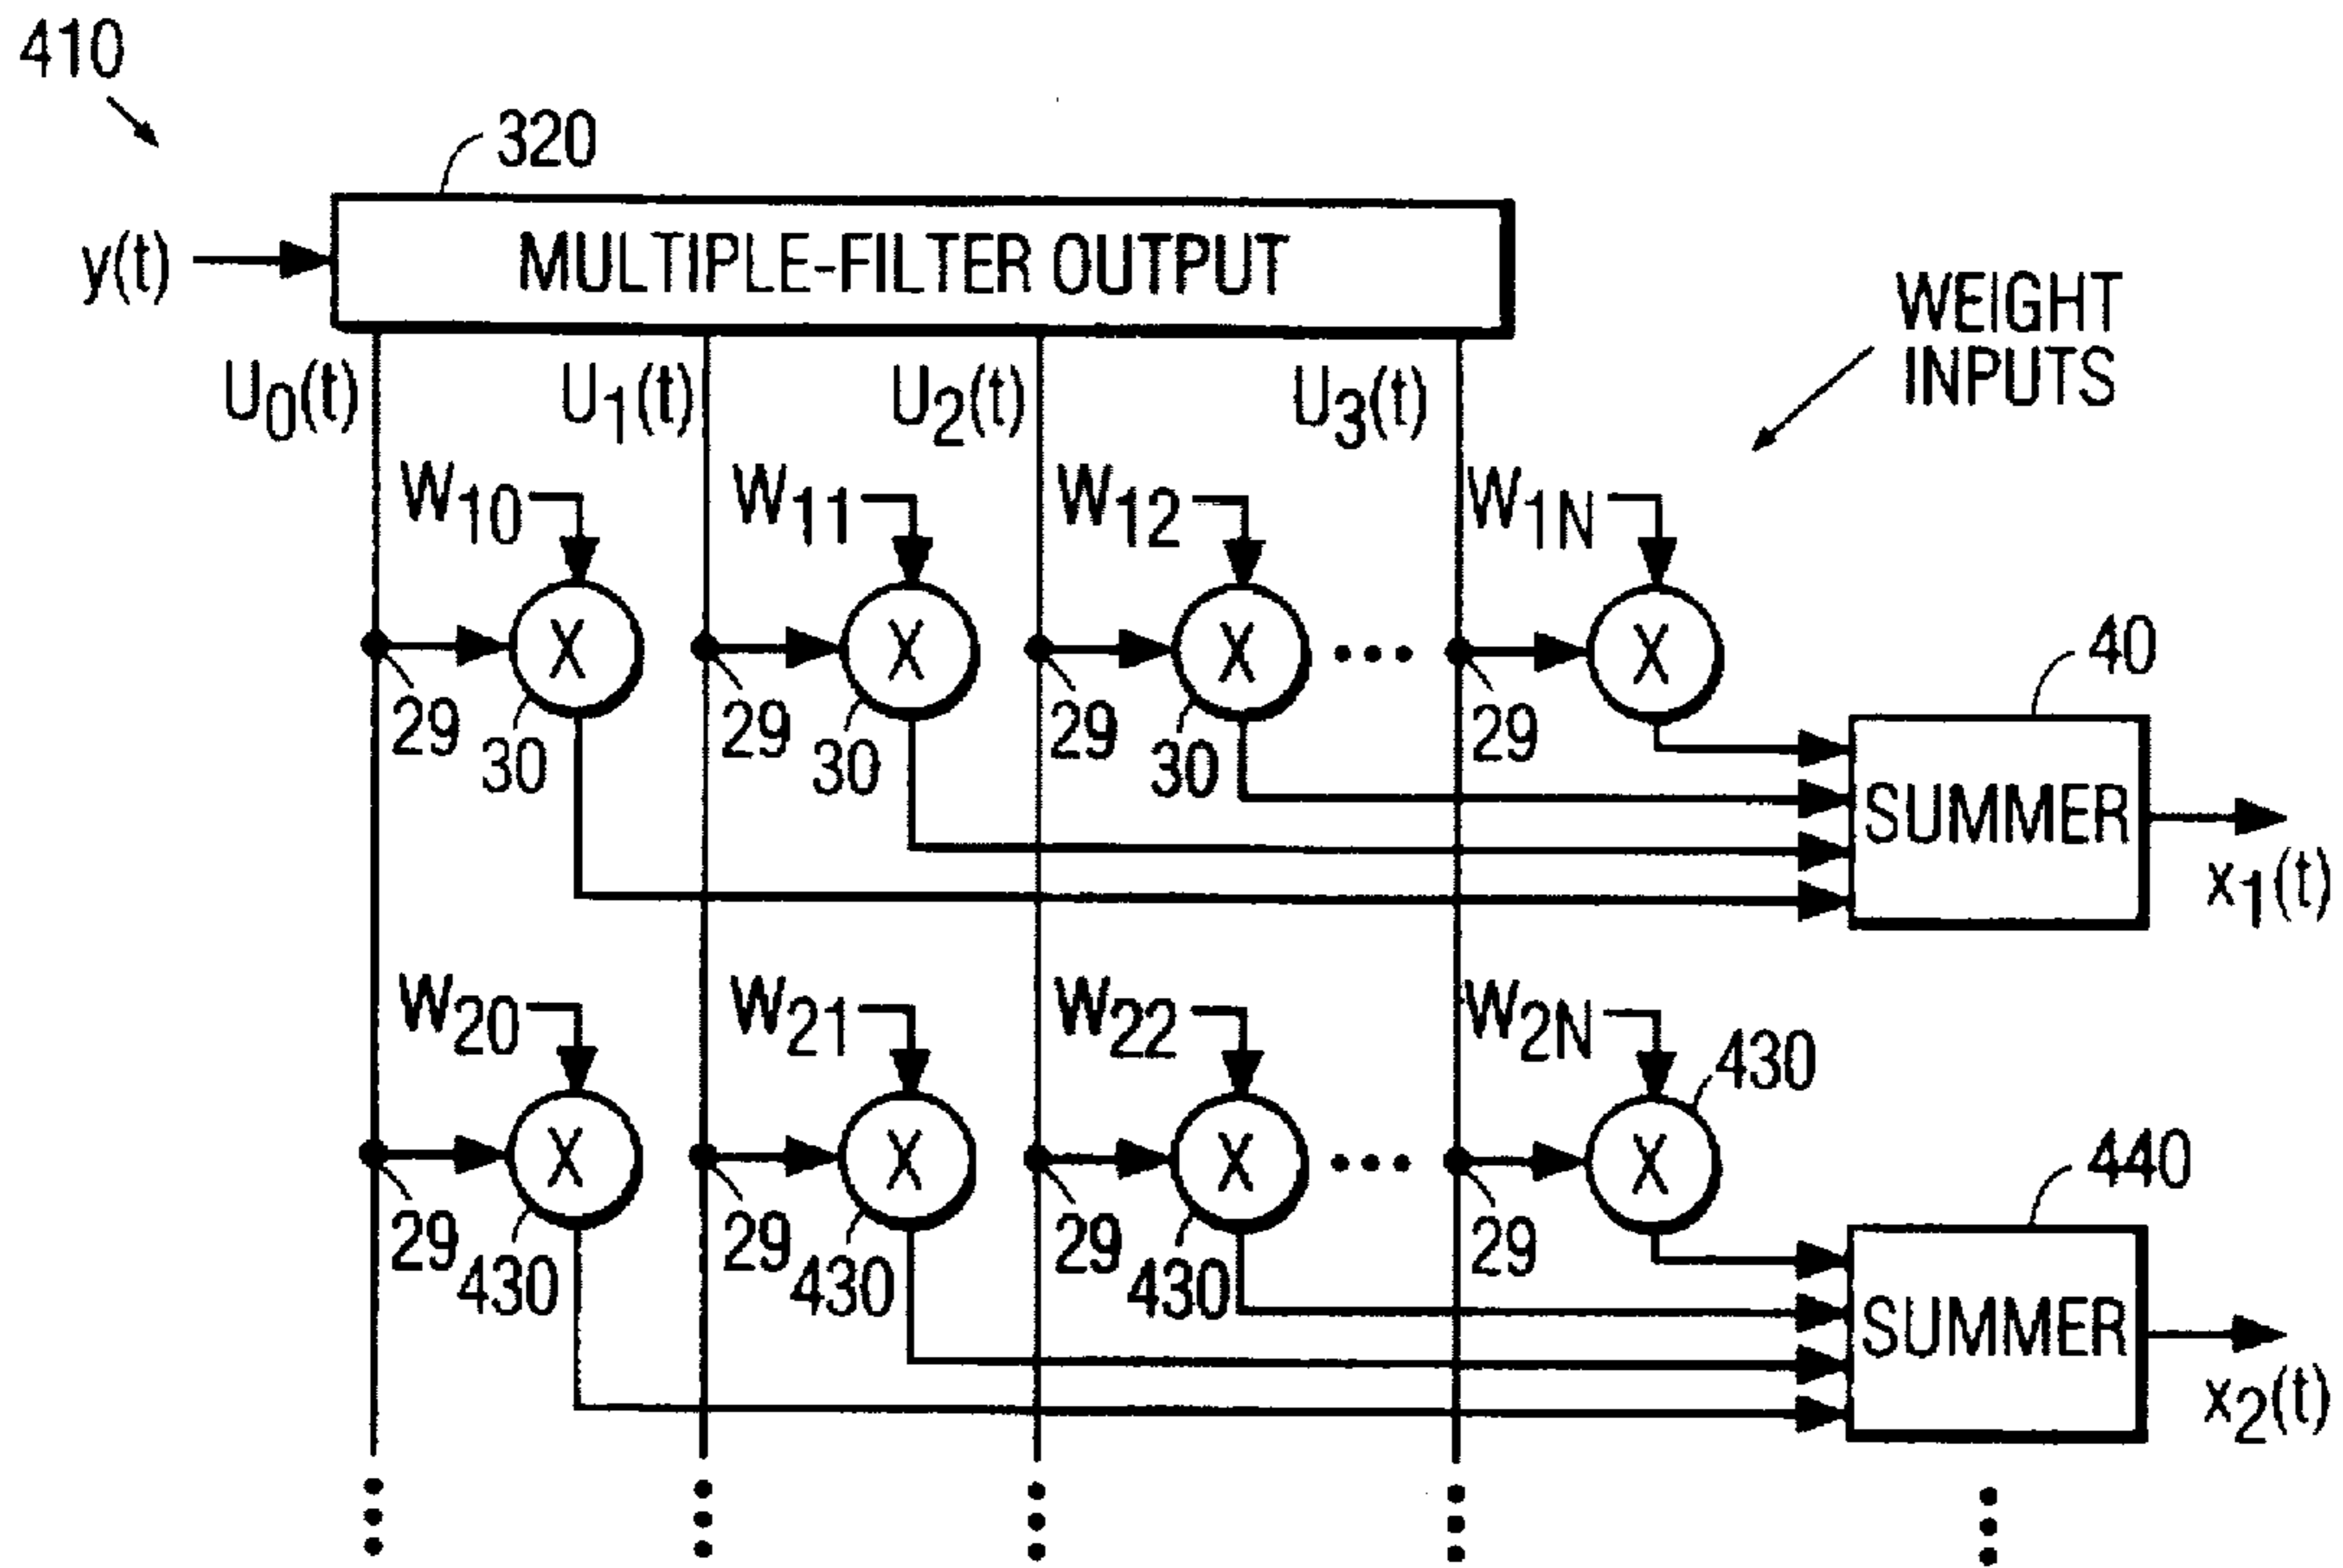 410
320
y(t)
MULTIPLE-FILTER OUTPUT
WEIGHT
INPUTS
U0(t) U1(t) U2(t) U3(t)
W10 W11 W12 W1N
X X X ••• X
29 30 29 30 29 30 29
40
SUMMER
x1(t)
W20 W21 W22 W2N
430
X X X ••• X
29 430 29 430 29 430 29
440
SUMMER
x2(t)